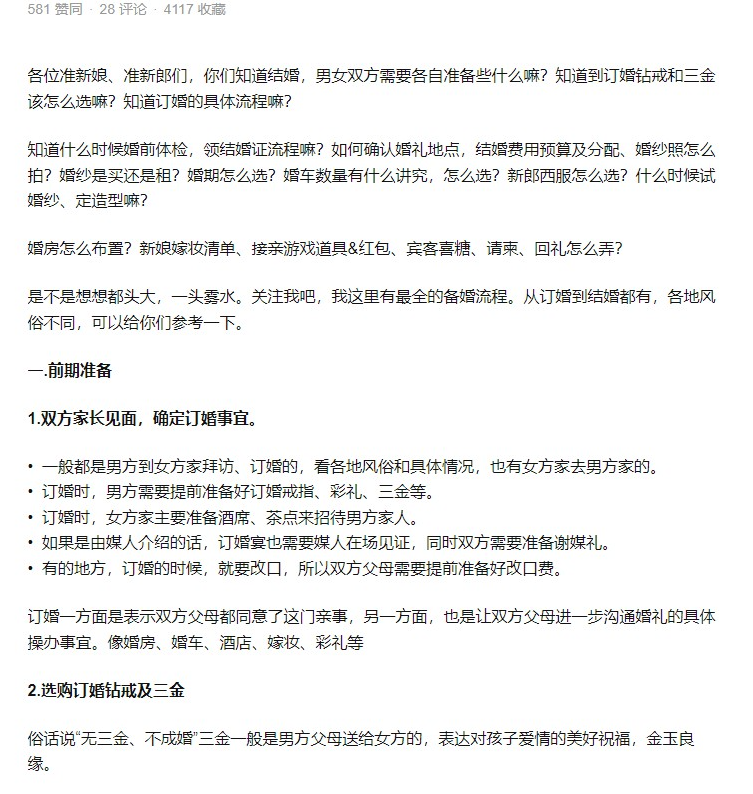 581 赞同 · 28 评论 · 4117 收藏
各位准新娘、准新郎们，你们知道结婚，男女双方需要各自准备些什么嘛？知道到订婚钻戒和三金
该怎么选嘛？知道订婚的具体流程嘛？
知道什么时候婚前体检，领结婚证流程嘛？如何确认婚礼地点，结婚费用预算及分配、婚纱照怎么
拍？婚纱是买还是租？婚期怎么选？婚车数量有什么讲究，怎么选？新郎西服怎么选？什么时候试
婚纱、定造型嘛？
婚房怎么布置？新娘嫁妆清单、接亲游戏道具&红包、宾客喜糖、请柬、回礼怎么弄？
是不是想想都头大，一头雾水。关注我吧，我这里有最全的备婚流程。从订婚到结婚都有，各地风
俗不同，可以给你们参考一下。
一.前期准备
1.双方家长见面，确定订婚事宜。
• 一般都是男方到女方家拜访、订婚的，看各地风俗和具体情况，也有女方家去男方家的。
• 订婚时，男方需要提前准备好订婚戒指、彩礼、三金等。
• 订婚时，女方家主要准备酒席、茶点来招待男方家人。
• 如果是由媒人介绍的话，订婚宴也需要媒人在场见证，同时双方需要准备谢媒礼。
• 有的地方，订婚的时候，就要改口，所以双方父母需要提前准备好改口费。
订婚一方面是表示双方父母都同意了这门亲事，另一方面，也是让双方父母进一步沟通婚礼的具体
操办事宜。像婚房、婚车、酒店、嫁妆、彩礼等
2.选购订婚钻戒及三金
俗话说“无三金、不成婚”三金一般是男方父母送给女方的，表达对孩子爱情的美好祝福，金玉良
缘。